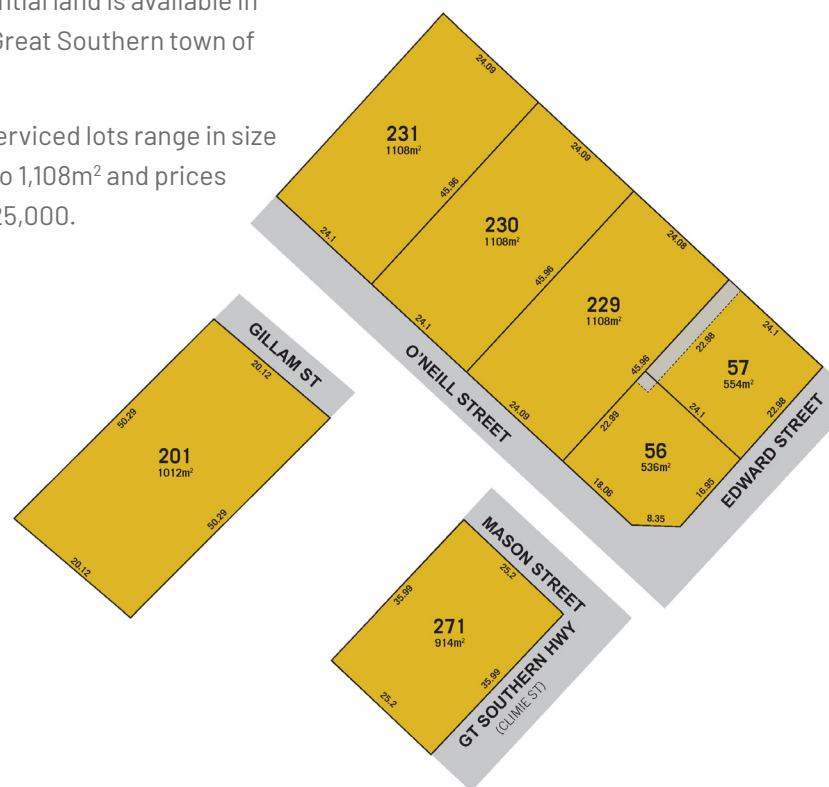 ntial land is available in
Great Southern town of
erviced lots range in size
o 1,108m² and prices
25,000.
24.09
231
1108m²
45.96
24.1
24.09
230
1108m²
45.96
24.1
24.08
229
1108m²
45.96
24.09
O'NEILL STREET
24.1
22.98
57
554m²
24.1
22.98
22.99
56
536m²
18.06
8.35
16.95
EDWARD STREET
GILLAM ST
20.12
50.29
201
1012m²
50.29
20.12
MASON STREET
25.2
35.99
271
914m²
35.99
25.2
GT SOUTHERN HWY
(CLIMIE ST)